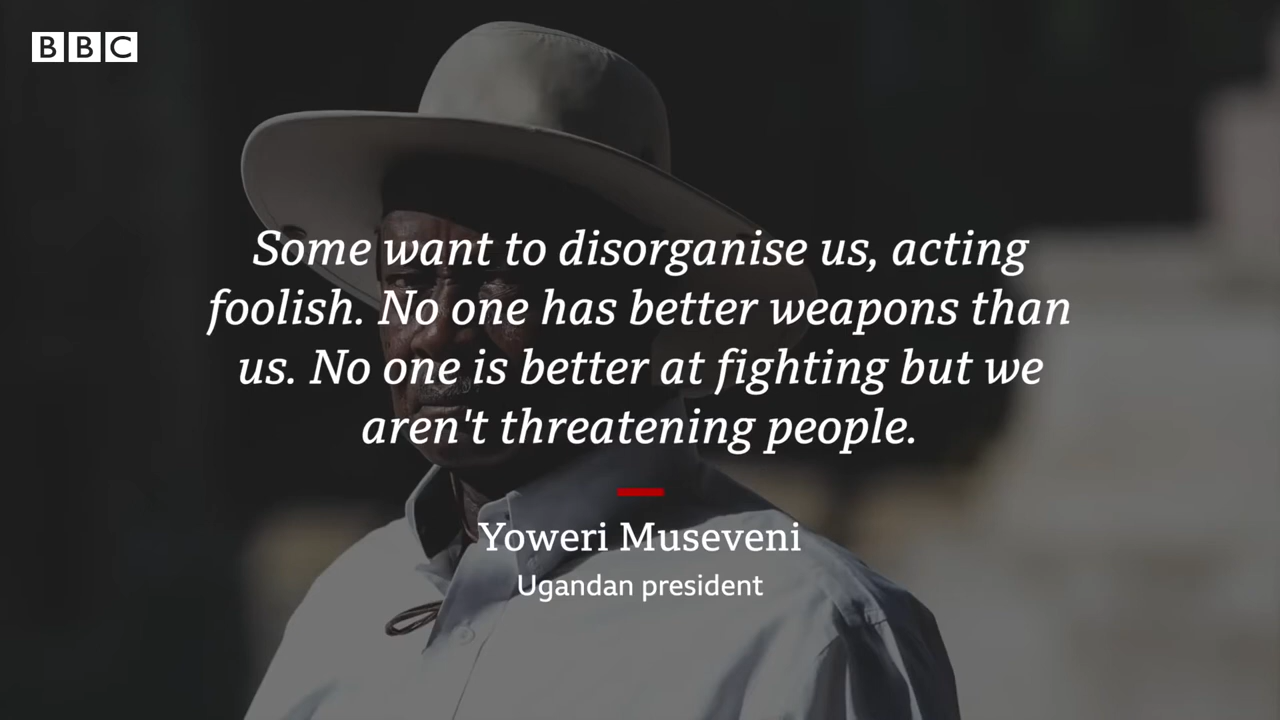 BBC
Some want to disorganise us, acting
foolish. No one has better weapons than
us. No one is better at fighting but we
aren't threatening people.
Yoweri Museveni
Ugandan president